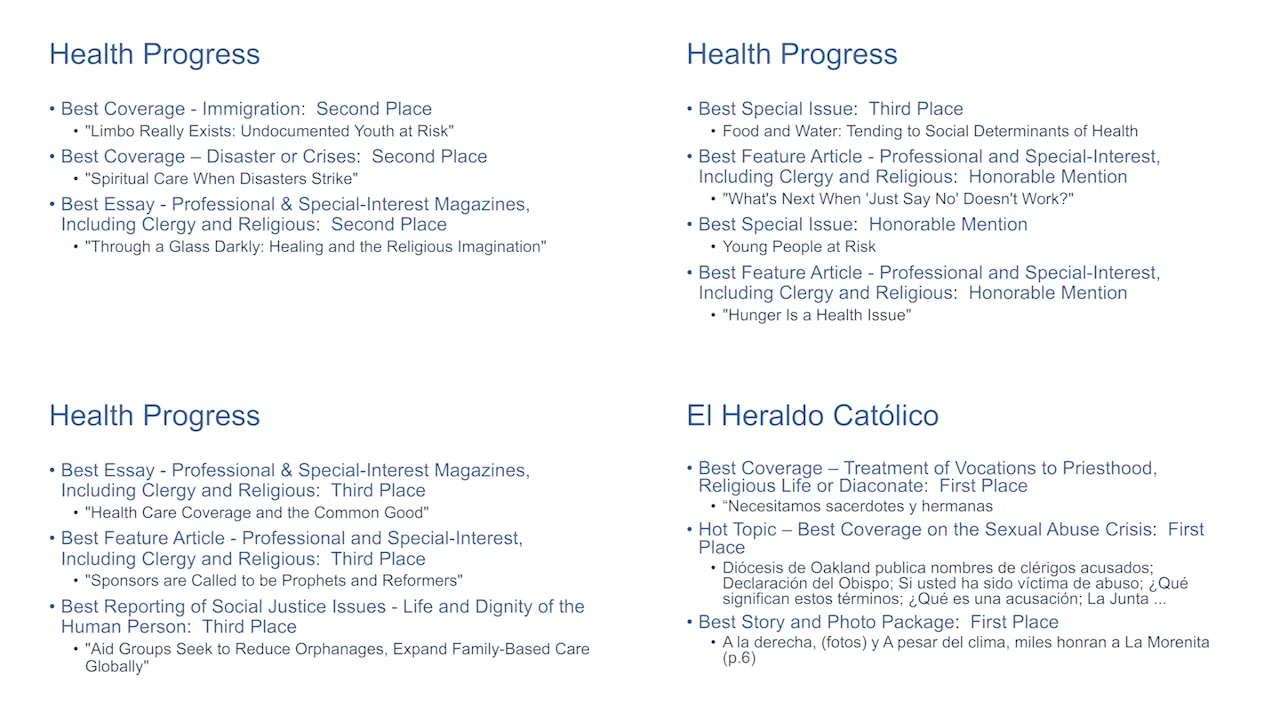 Health Progress
• Best Coverage - Immigration:  Second Place
• "Limbo Really Exists: Undocumented Youth at Risk"
• Best Coverage – Disaster or Crises:  Second Place
• "Spiritual Care When Disasters Strike"
• Best Essay - Professional & Special-Interest Magazines,
Including Clergy and Religious:  Second Place
• "Through a Glass Darkly: Healing and the Religious Imagination"
Health Progress
• Best Special Issue:  Third Place
• Food and Water: Tending to Social Determinants of Health
• Best Feature Article - Professional and Special-Interest,
Including Clergy and Religious:  Honorable Mention
• "What's Next When 'Just Say No' Doesn't Work?"
• Best Special Issue:  Honorable Mention
• Young People at Risk
• Best Feature Article - Professional and Special-Interest,
Including Clergy and Religious:  Honorable Mention
• "Hunger Is a Health Issue"
Health Progress
• Best Essay - Professional & Special-Interest Magazines,
Including Clergy and Religious:  Third Place
• "Health Care Coverage and the Common Good"
• Best Feature Article - Professional and Special-Interest,
Including Clergy and Religious:  Third Place
• "Sponsors are Called to be Prophets and Reformers"
• Best Reporting of Social Justice Issues - Life and Dignity of the
Human Person:  Third Place
• "Aid Groups Seek to Reduce Orphanages, Expand Family-Based Care
Globally"
El Heraldo Católico
• Best Coverage – Treatment of Vocations to Priesthood,
Religious Life or Diaconate:  First Place
• “Necesitamos sacerdotes y hermanas
• Hot Topic – Best Coverage on the Sexual Abuse Crisis:  First
Place
• Diócesis de Oakland publica nombres de clérigos acusados;
Declaración del Obispo; Si usted ha sido víctima de abuso; ¿Qué
significan estos términos; ¿Qué es una acusación; La Junta ...
• Best Story and Photo Package:  First Place
• A la derecha, (fotos) y A pesar del clima, miles honran a La Morenita
(p.6)